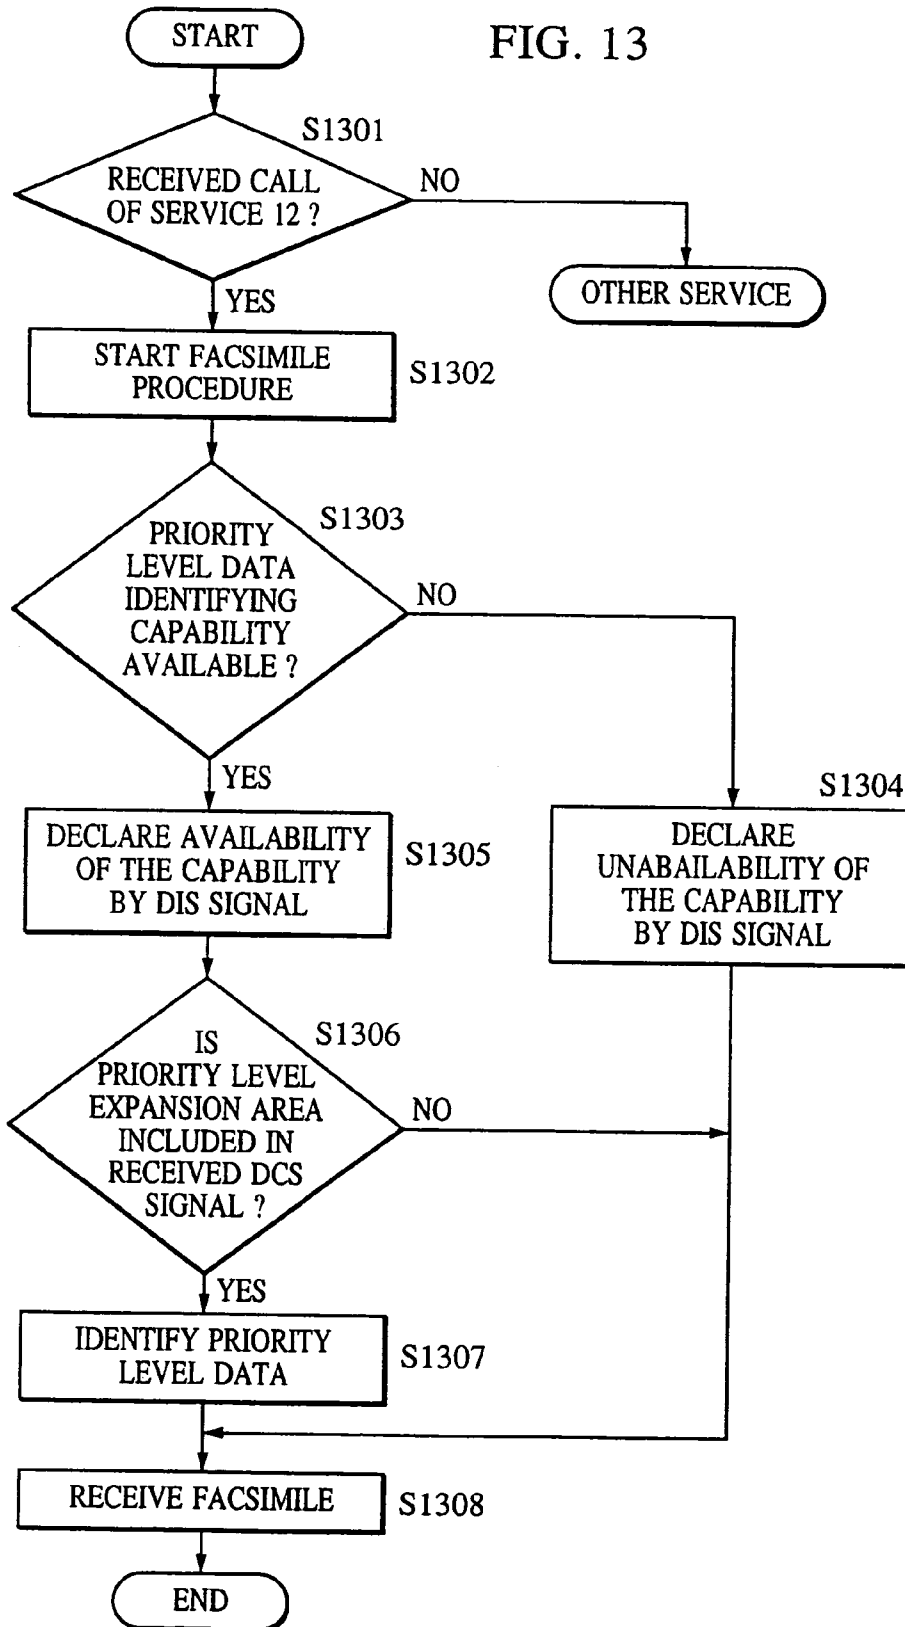 START
FIG. 13
S1301
RECEIVED CALL
OF SERVICE 12 ?
NO
OTHER SERVICE
YES
START FACSIMILE
PROCEDURE
S1302
S1303
PRIORITY
LEVEL DATA
IDENTIFYING
CAPABILITY
AVAILABLE ?
NO
YES
S1304
DECLARE AVAILABILITY
OF THE CAPABILITY
BY DIS SIGNAL
S1305
DECLARE
UNABAILABILITY OF
THE CAPABILITY
BY DIS SIGNAL
S1306
IS
PRIORITY LEVEL
EXPANSION AREA
INCLUDED IN
RECEIVED DCS
SIGNAL ?
NO
YES
IDENTIFY PRIORITY
LEVEL DATA
S1307
RECEIVE FACSIMILE
S1308
END